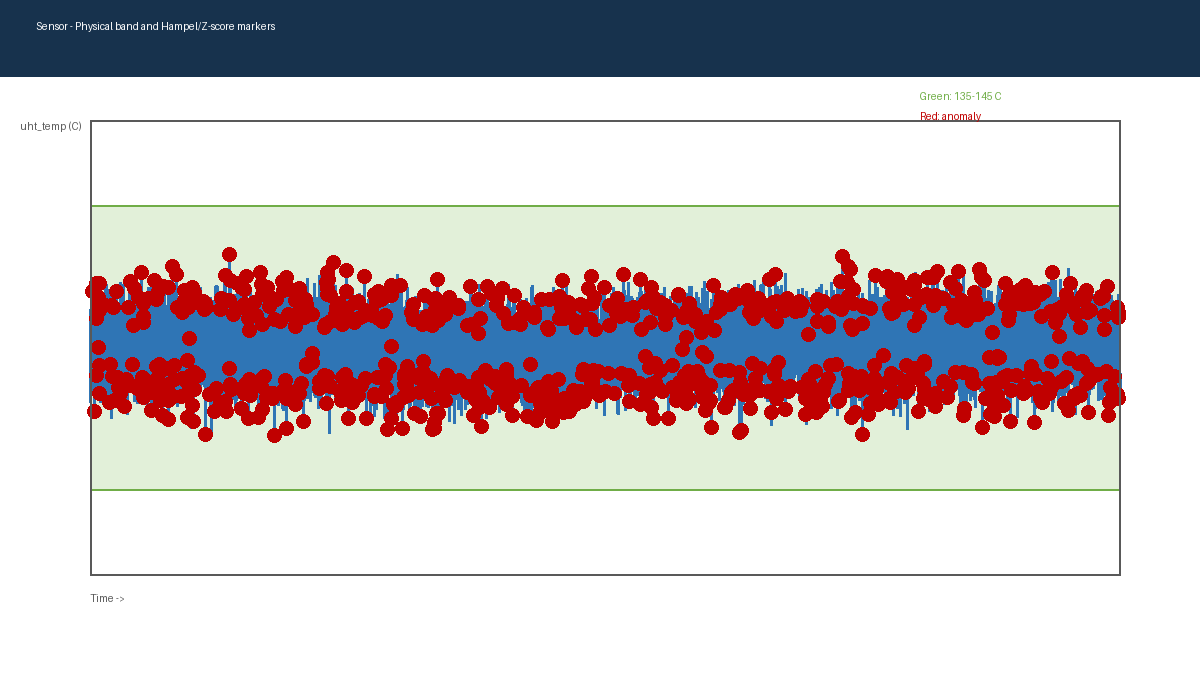 Sensor - Physical band and Hampel/Z-score markers
Green: 135-145 C
Red: anomaly
uht_temp (C)
Time ->